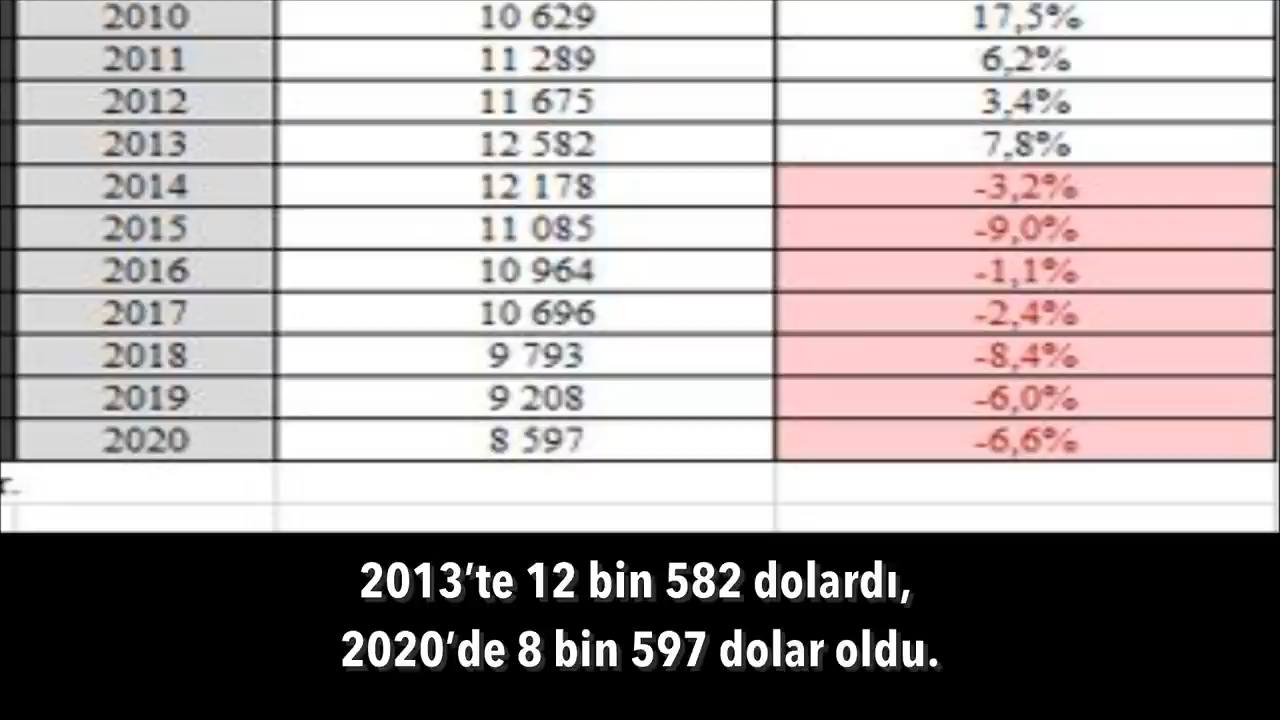 2010 10 629 17,5%
2011 11 289 6,2%
2012 11 675 3,4%
2013 12 582 7,8%
2014 12 178 -3,2%
2015 11 085 -9,0%
2016 10 964 -1,1%
2017 10 696 -2,4%
2018 9 793 -8,4%
2019 9 208 -6,0%
2020 8 597 -6,6%
r.
2013’te 12 bin 582 dolardı,
2020’de 8 bin 597 dolar oldu.